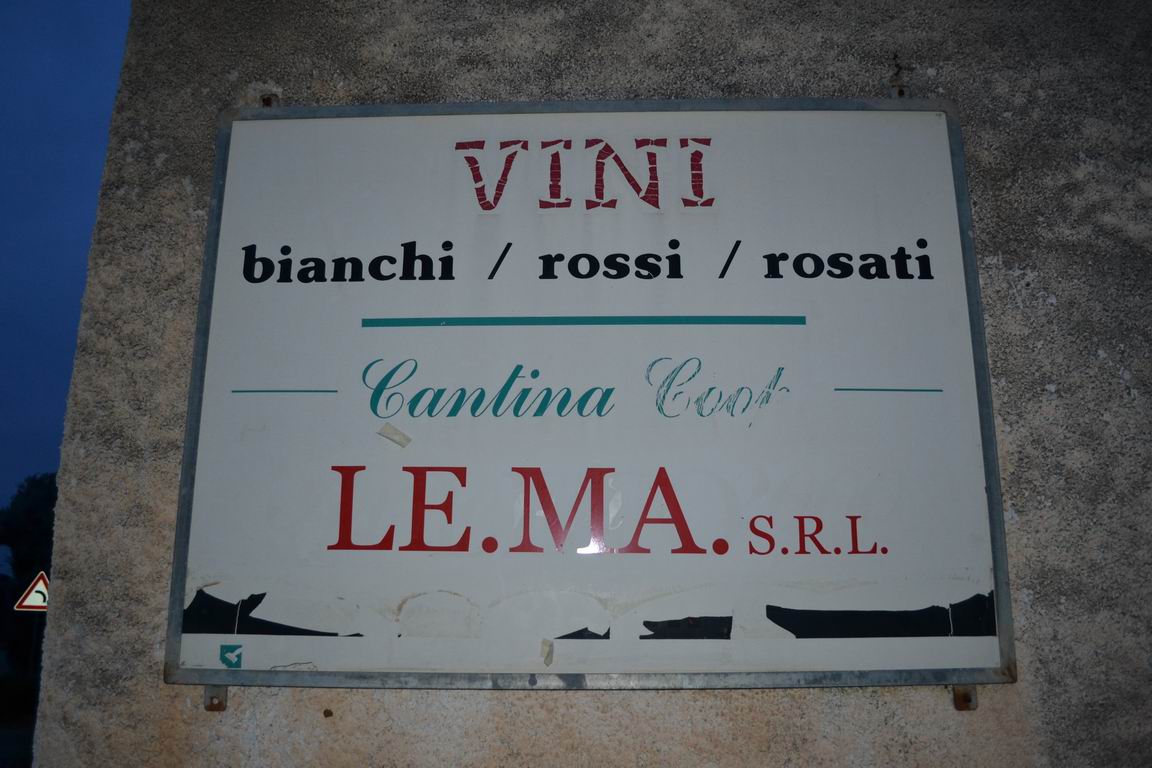 VINI
bianchi / rossi / rosati
Cantina Coop
LE.MA. S.R.L.